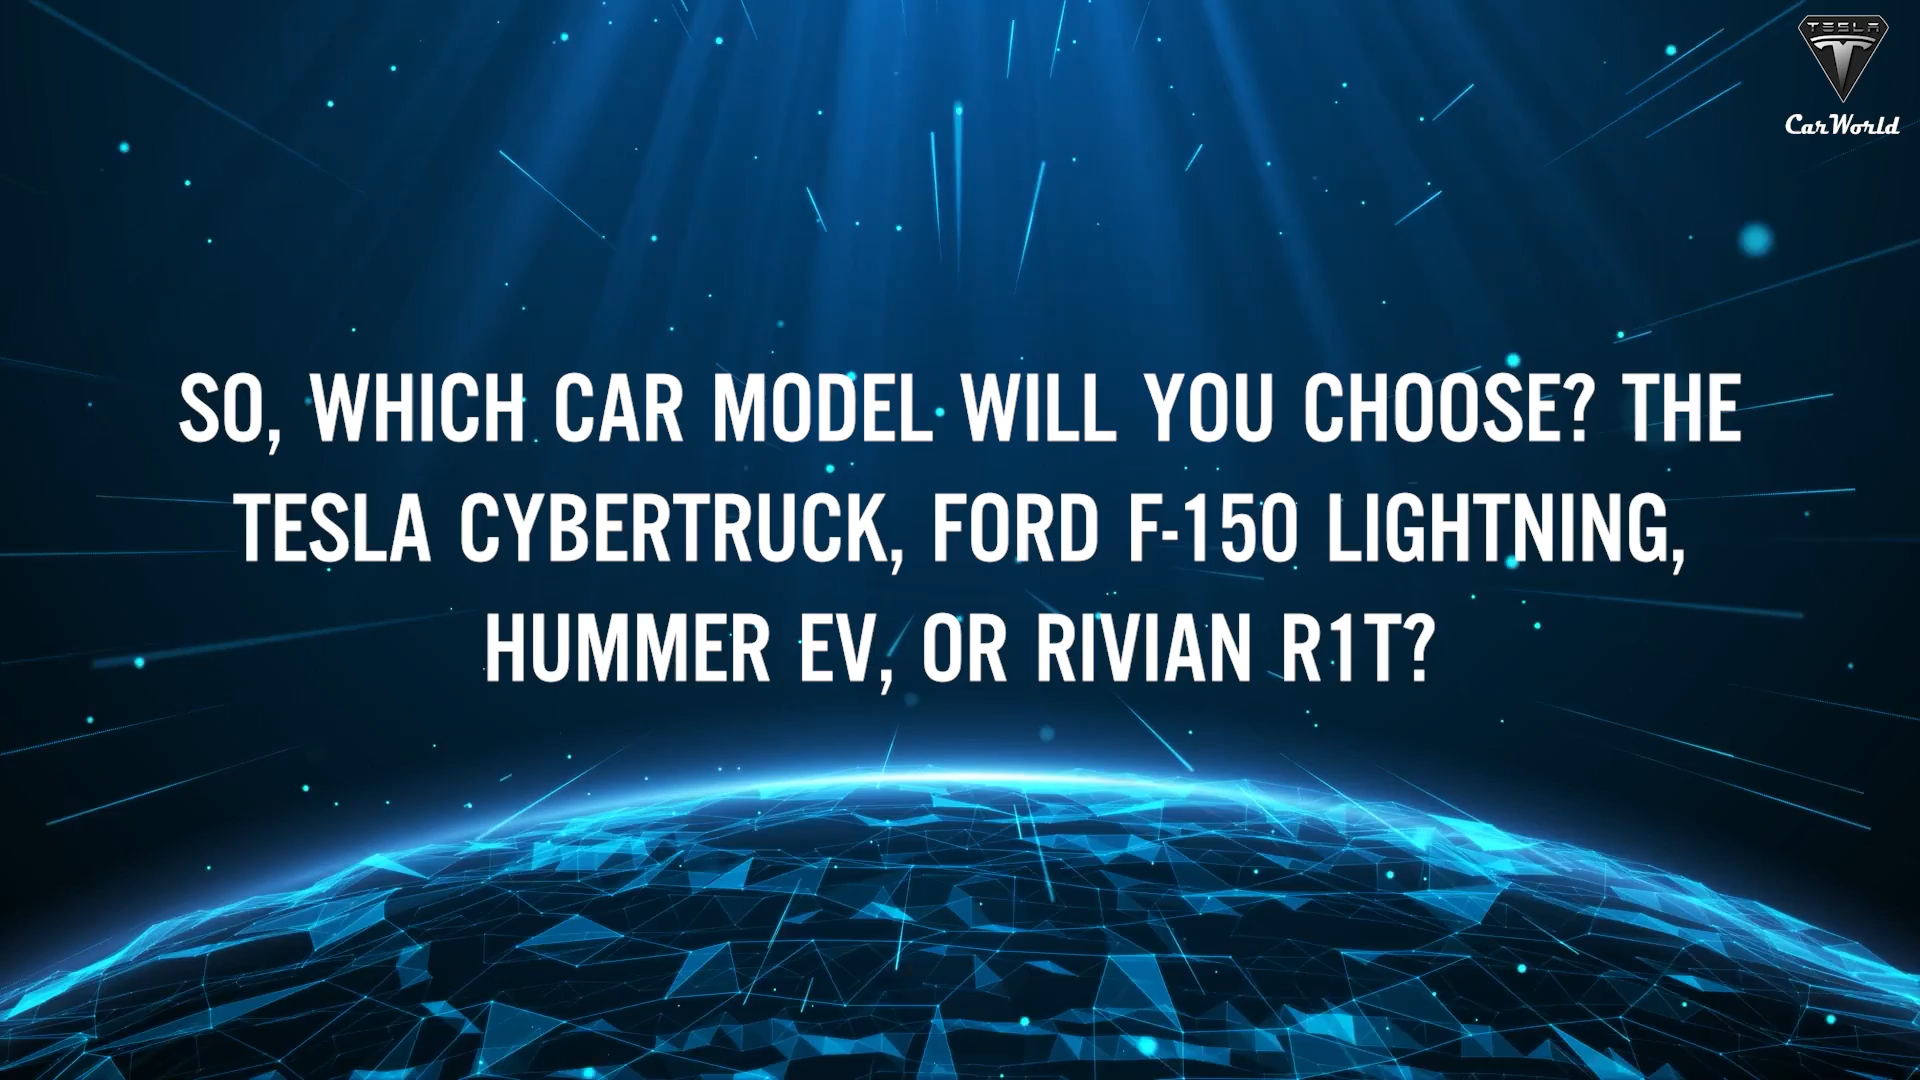 TESLA
CarWorld
SO, WHICH CAR MODEL WILL YOU CHOOSE? THE
TESLA CYBERTRUCK, FORD F-150 LIGHTNING,
HUMMER EV, OR RIVIAN R1T?